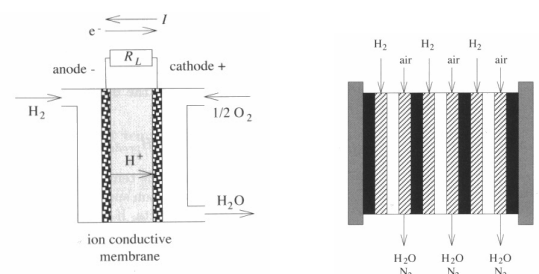 I
e-
R_L
anode -
cathode +
H2
1/2 O2
H+
H2O
ion conductive
membrane
H2 H2 H2
air air air
H2O H2O H2O
N2 N2 N2